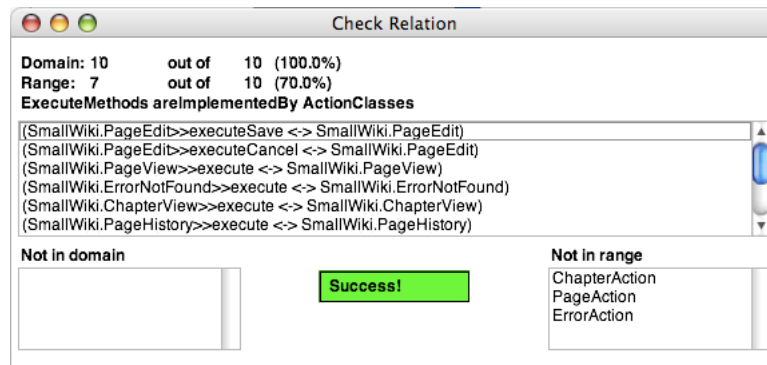 Check Relation
Domain: 10 out of 10 (100.0%)
Range: 7 out of 10 (70.0%)
ExecuteMethods areImplementedBy ActionClasses
(SmallWiki.PageEdit>>executeSave <-> SmallWiki.PageEdit)
(SmallWiki.PageEdit>>executeCancel <-> SmallWiki.PageEdit)
(SmallWiki.PageView>>execute <-> SmallWiki.PageView)
(SmallWiki.ErrorNotFound>>execute <-> SmallWiki.ErrorNotFound)
(SmallWiki.ChapterView>>execute <-> SmallWiki.ChapterView)
(SmallWiki.PageHistory>>execute <-> SmallWiki.PageHistory)
Not in domain
Success!
Not in range
ChapterAction
PageAction
ErrorAction